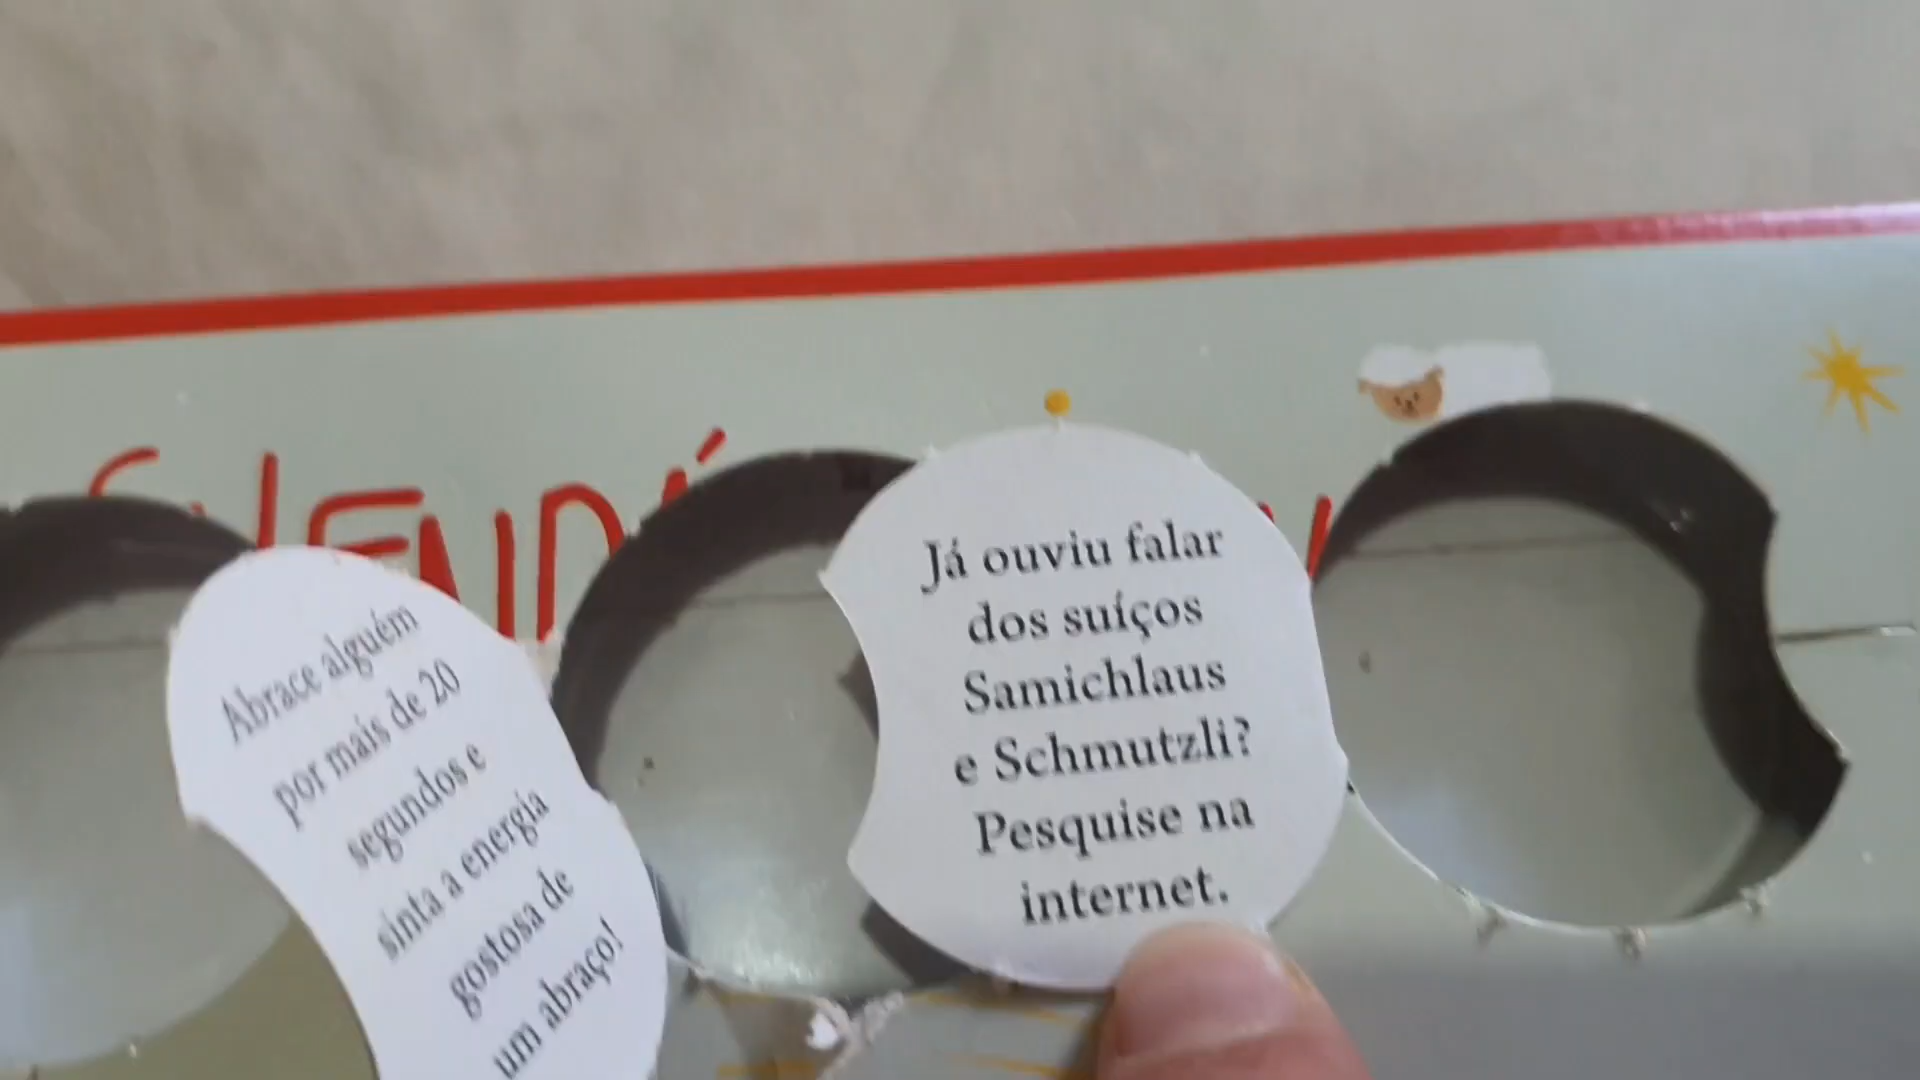 Abrace alguém
por mais de 20
segundos e
sinta a energia
gostosa de
um abraço!
Já ouviu falar
dos suíços
Samichlaus
e Schmutzli?
Pesquise na
internet.